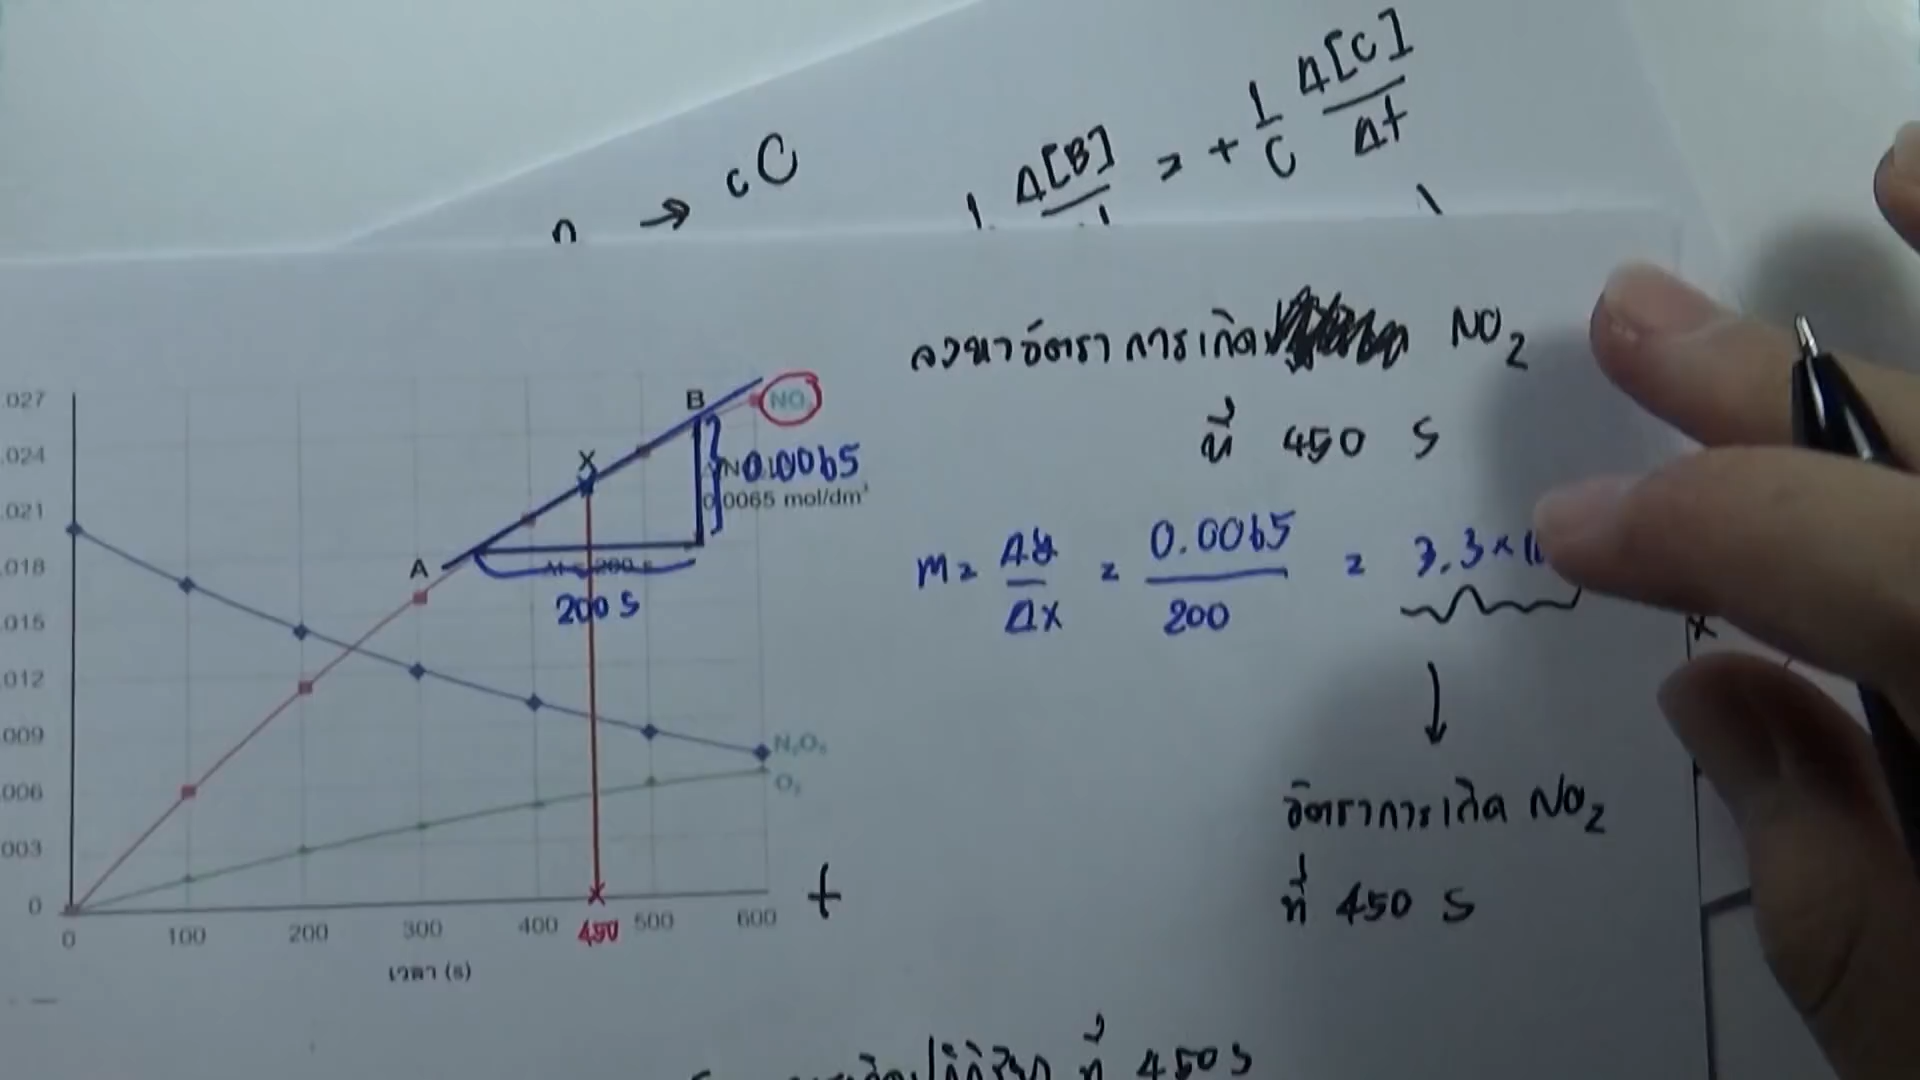 cC
Δ[B] = + 1/C Δ[C]/Δt
จงหาอัตราการเกิด NO2
ที่ 450 S
m = Δy/Δx = 0.0065/200 = 3.3 × 1
อัตราการเกิด NO2
ที่ 450 S
.027
.024
.021
.018
.015
.012
.009
.006
.003
0
B
X
A
NO
0.0065
0.0065 mol/dm³
200 S
N₂O₅
O₂
t
0 100 200 300 400 450 500 600
เวลา (s)
ที่ 450 S